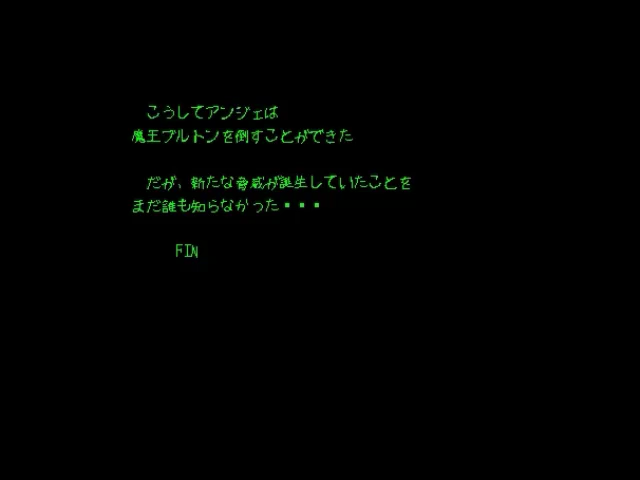 こうしてアンジェは
魔王ブルトンを倒すことができた
だが、新たな脅威が誕生していたことを
まだ誰も知らなかった・・・
FIN